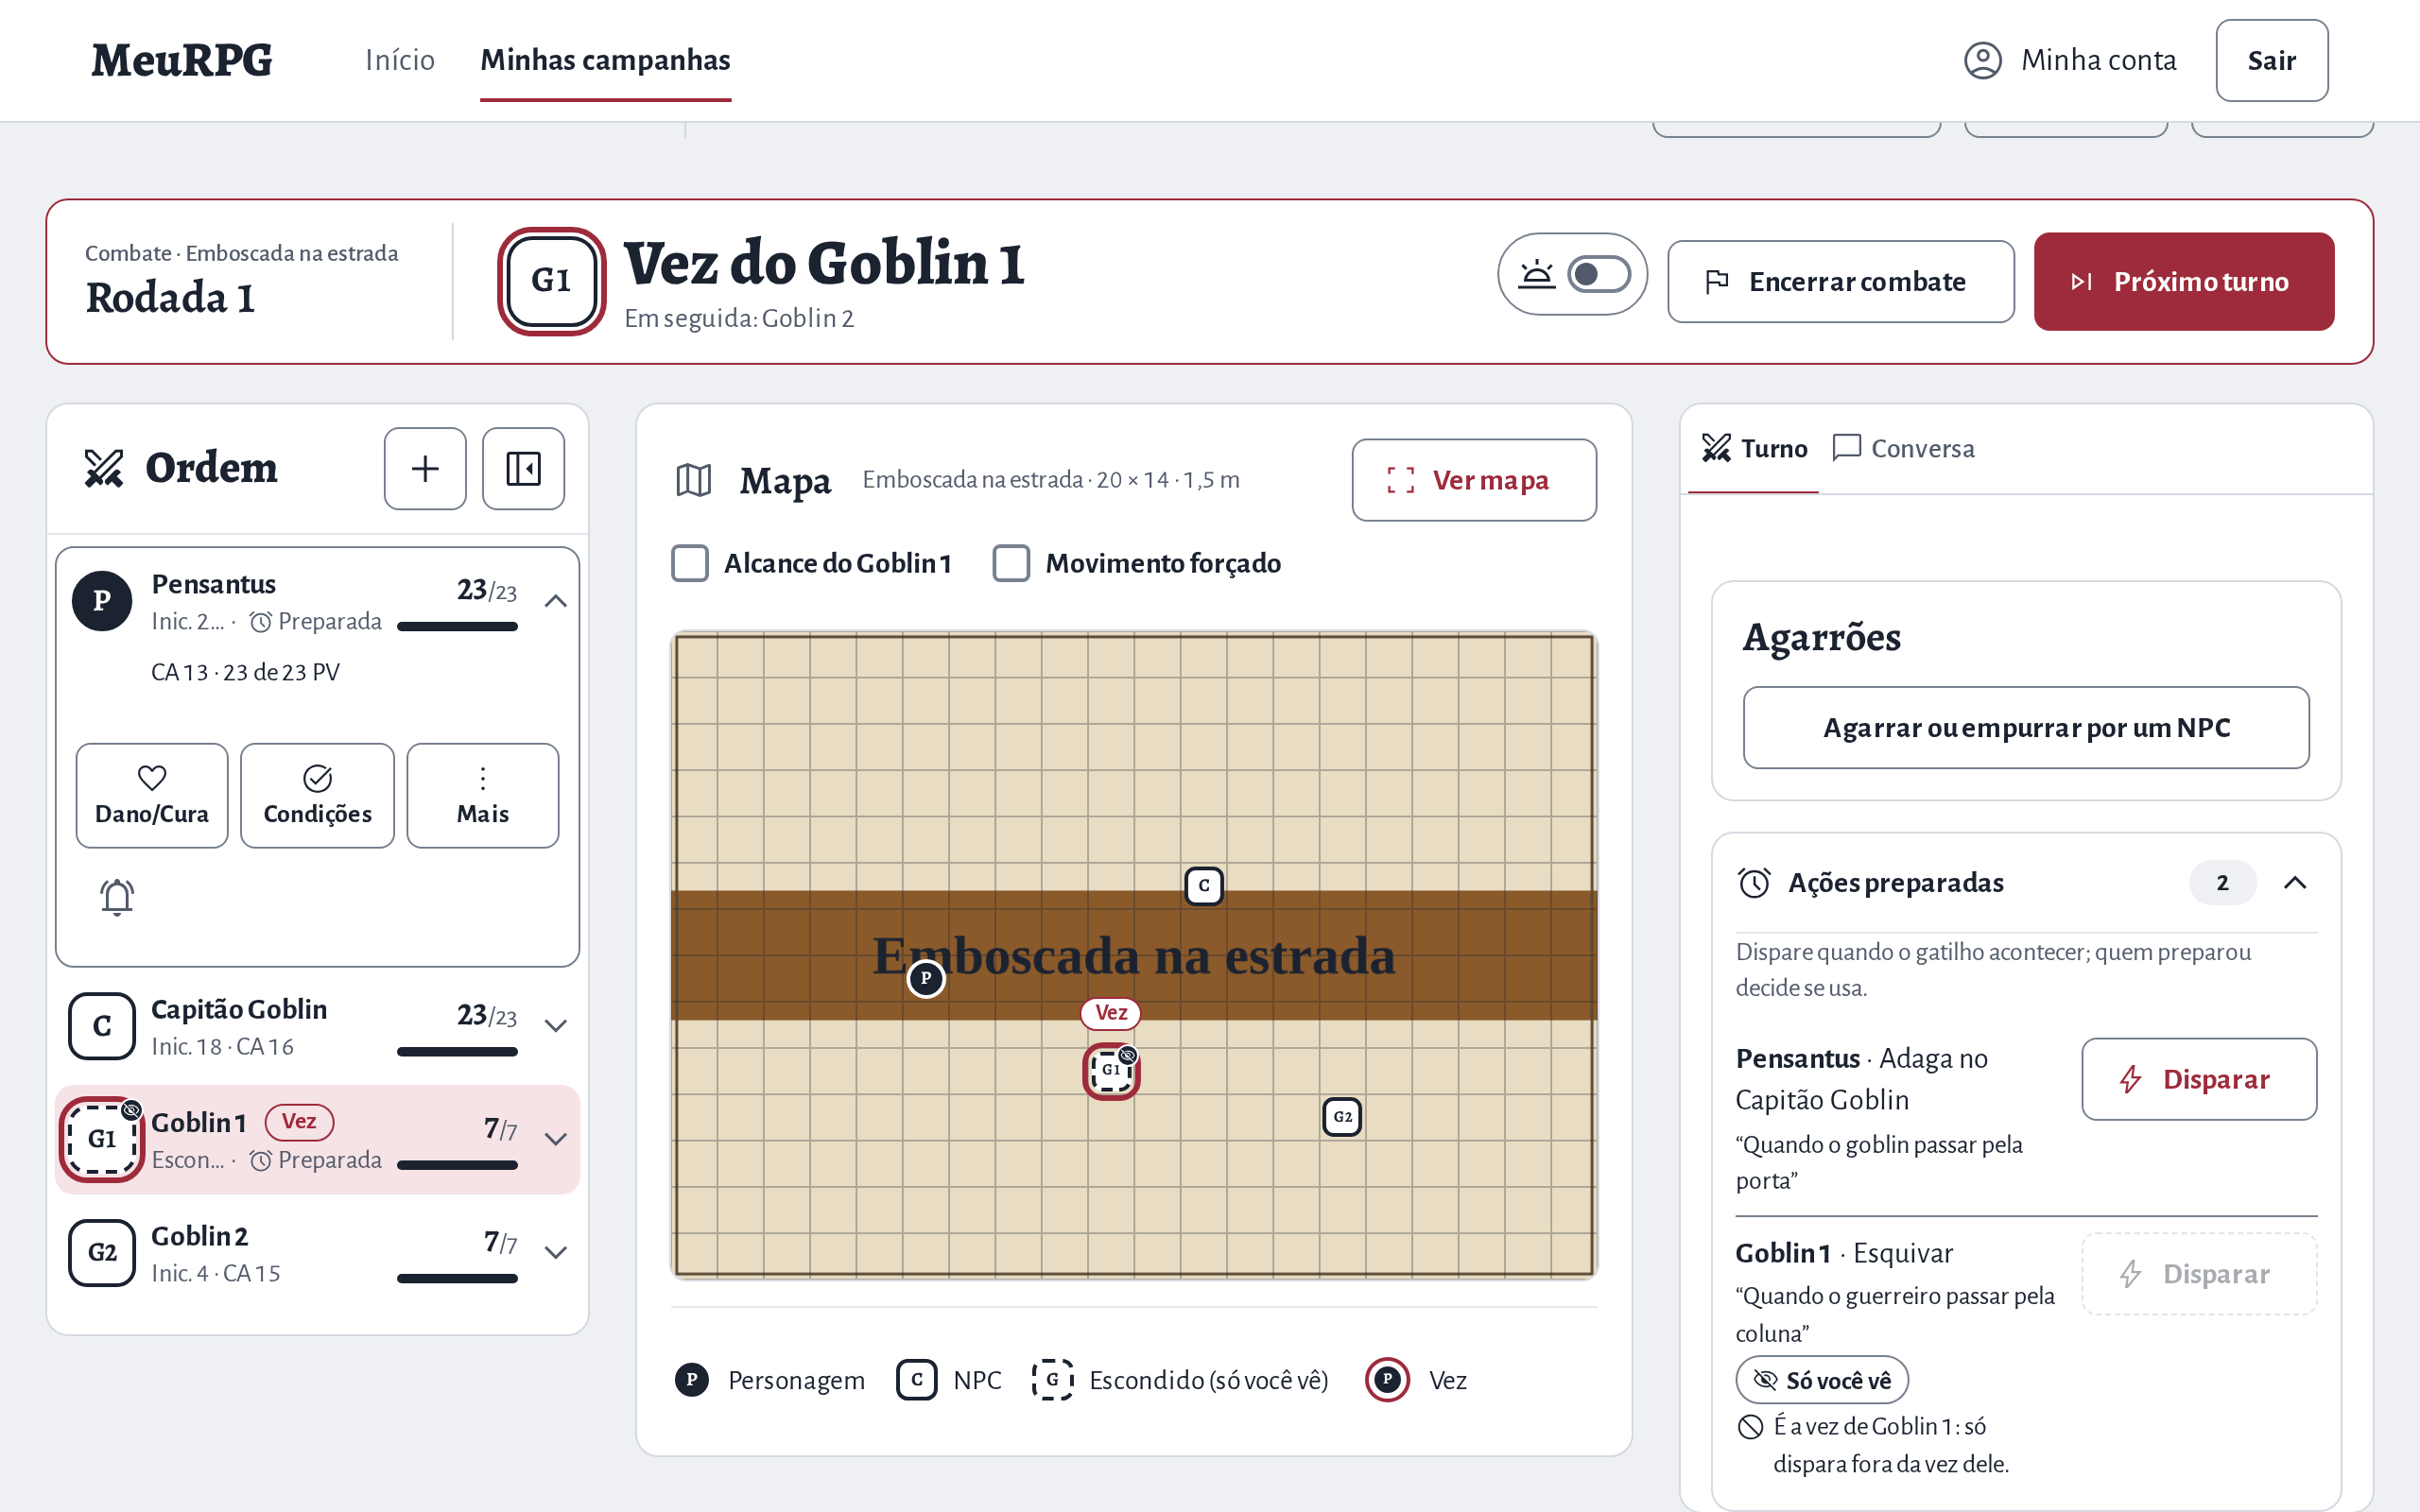 MeuRPG
Início
Minhas campanhas
Minha conta
Sair
Combate · Emboscada na estrada
Rodada 1
G1
Vez do Goblin 1
Em seguida: Goblin 2
Encerrar combate
Próximo turno
Ordem
P
Pensantus
23/23
Inic. 2... · Preparada
CA 13 · 23 de 23 PV
Dano/Cura
Condições
Mais
C
Capitão Goblin
23/23
Inic. 18 · CA 16
G1
Goblin 1
Vez
7/7
Escon... · Preparada
G2
Goblin 2
7/7
Inic. 4 · CA 15
Mapa
Emboscada na estrada · 20 × 14 · 1,5 m
Ver mapa
Alcance do Goblin 1
Movimento forçado
C
Emboscada na estrada
P
Vez
G1
G2
P
Personagem
C
NPC
G
Escondido (só você vê)
P
Vez
Turno
Conversa
Agarrões
Agarrar ou empurrar por um NPC
Ações preparadas
2
Dispare quando o gatilho acontecer; quem preparou
decide se usa.
Pensantus · Adaga no
Capitão Goblin
Disparar
“Quando o goblin passar pela
porta”
Goblin 1 · Esquivar
Disparar
“Quando o guerreiro passar pela
coluna”
Só você vê
É a vez de Goblin 1: só
dispara fora da vez dele.